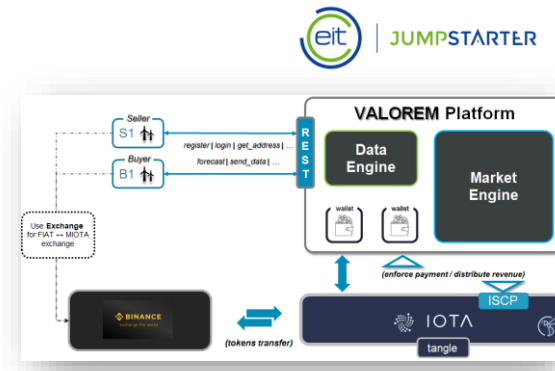 eit
JUMPSTARTER
VALOREM Platform
Seller
S1
register | login | get_address | ...
Buyer
B1
forecast | send_data | ...
REST
Data
Engine
Market
Engine
wallet
wallet
Use Exchange
for FIAT ↔ MIOTA
exchange
(enforce payment / distribute revenue)
ISCP
BINANCE
(tokens transfer)
IOTA
tangle